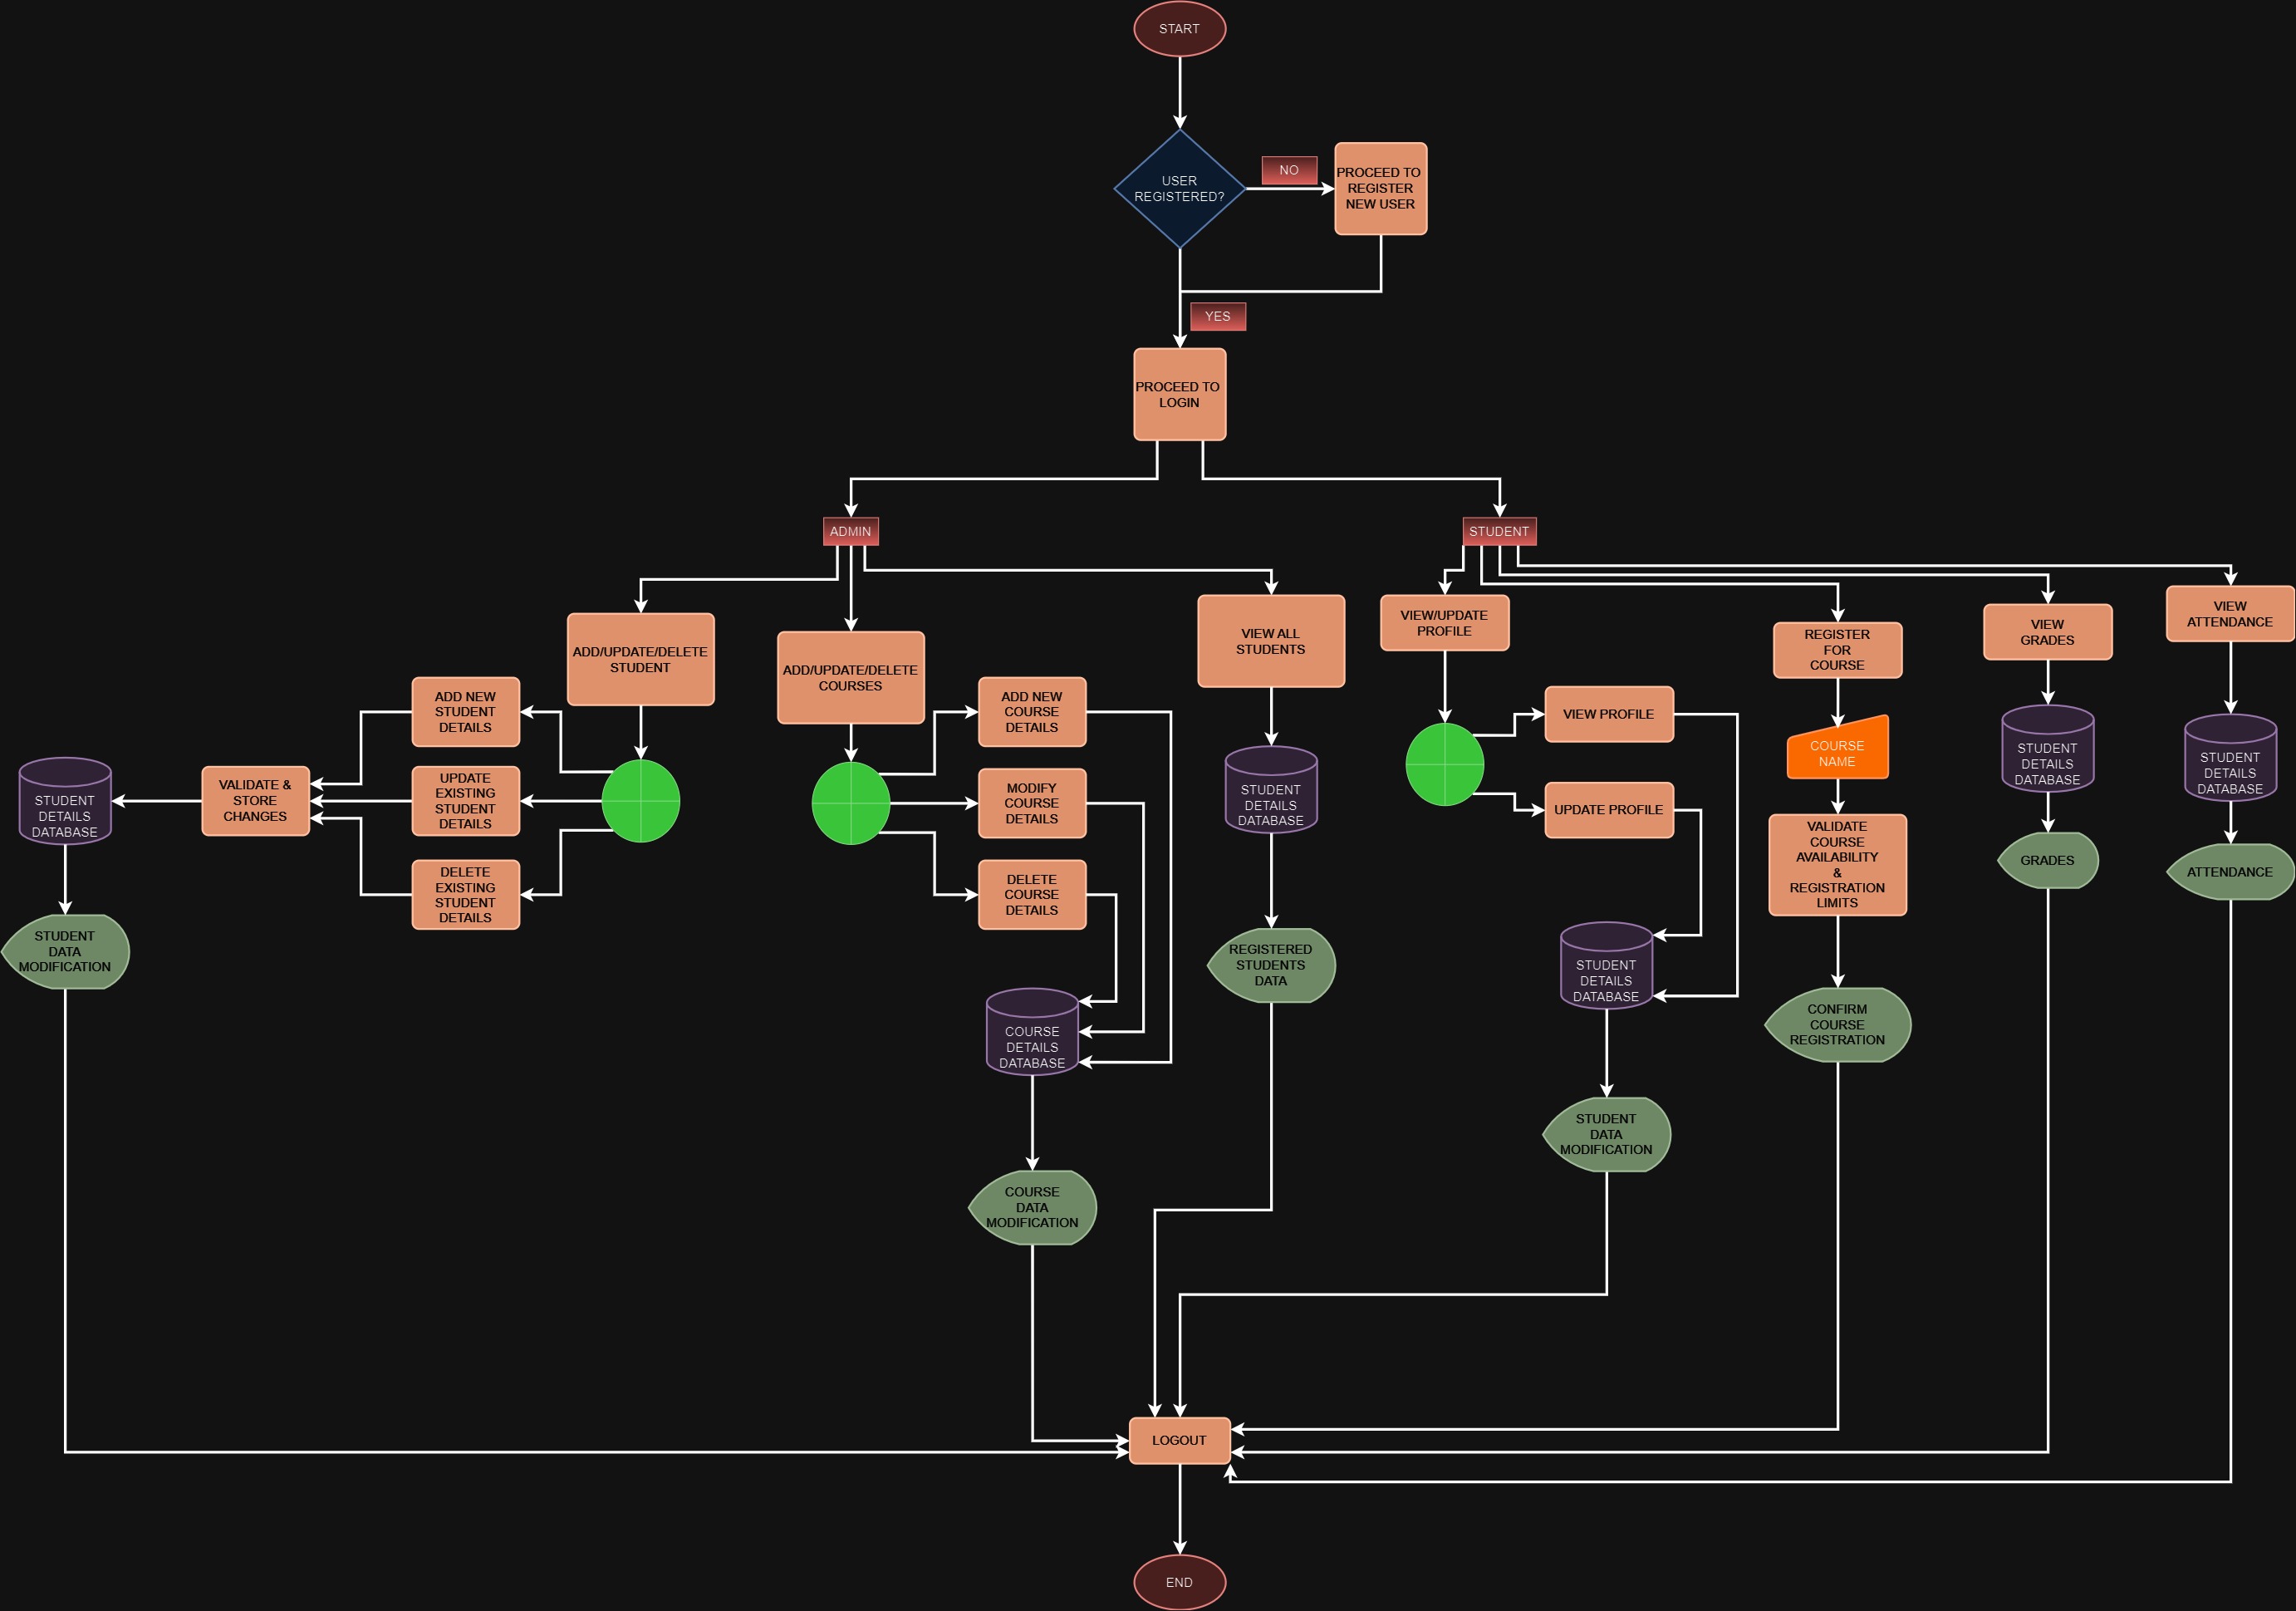 START
USER
REGISTERED?
NO
PROCEED TO
REGISTER
NEW USER
YES
PROCEED TO
LOGIN
ADMIN
STUDENT
ADD/UPDATE/DELETE
STUDENT
ADD/UPDATE/DELETE
COURSES
VIEW ALL
STUDENTS
VIEW/UPDATE
PROFILE
REGISTER
FOR
COURSE
VIEW
GRADES
VIEW
ATTENDANCE
ADD NEW
STUDENT
DETAILS
UPDATE
EXISTING
STUDENT
DETAILS
DELETE
EXISTING
STUDENT
DETAILS
VALIDATE &
STORE
CHANGES
STUDENT
DETAILS
DATABASE
STUDENT
DATA
MODIFICATION
ADD NEW
COURSE
DETAILS
MODIFY
COURSE
DETAILS
DELETE
COURSE
DETAILS
COURSE
DETAILS
DATABASE
COURSE
DATA
MODIFICATION
STUDENT
DETAILS
DATABASE
REGISTERED
STUDENTS
DATA
VIEW PROFILE
UPDATE PROFILE
STUDENT
DETAILS
DATABASE
STUDENT
DATA
MODIFICATION
COURSE
NAME
VALIDATE
COURSE
AVAILABILITY
&
REGISTRATION
LIMITS
CONFIRM
COURSE
REGISTRATION
STUDENT
DETAILS
DATABASE
GRADES
STUDENT
DETAILS
DATABASE
ATTENDANCE
LOGOUT
END